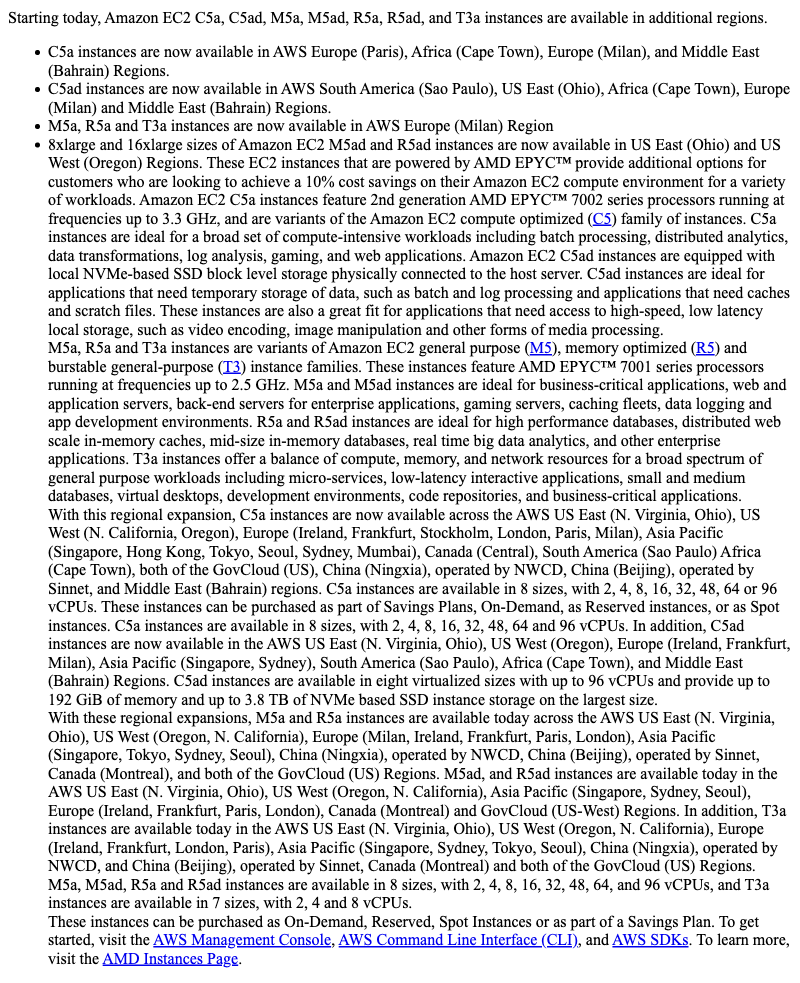 Starting today, Amazon EC2 C5a, C5ad, M5a, M5ad, R5a, R5ad, and T3a instances are available in additional regions.
• C5a instances are now available in AWS Europe (Paris), Africa (Cape Town), Europe (Milan), and Middle East
(Bahrain) Regions.
• C5ad instances are now available in AWS South America (Sao Paulo), US East (Ohio), Africa (Cape Town), Europe
(Milan) and Middle East (Bahrain) Regions.
• M5a, R5a and T3a instances are now available in AWS Europe (Milan) Region
• 8xlarge and 16xlarge sizes of Amazon EC2 M5ad and R5ad instances are now available in US East (Ohio) and US
West (Oregon) Regions. These EC2 instances that are powered by AMD EPYC™ provide additional options for
customers who are looking to achieve a 10% cost savings on their Amazon EC2 compute environment for a variety
of workloads. Amazon EC2 C5a instances feature 2nd generation AMD EPYC™ 7002 series processors running at
frequencies up to 3.3 GHz, and are variants of the Amazon EC2 compute optimized (C5) family of instances. C5a
instances are ideal for a broad set of compute-intensive workloads including batch processing, distributed analytics,
data transformations, log analysis, gaming, and web applications. Amazon EC2 C5ad instances are equipped with
local NVMe-based SSD block level storage physically connected to the host server. C5ad instances are ideal for
applications that need temporary storage of data, such as batch and log processing and applications that need caches
and scratch files. These instances are also a great fit for applications that need access to high-speed, low latency
local storage, such as video encoding, image manipulation and other forms of media processing.
M5a, R5a and T3a instances are variants of Amazon EC2 general purpose (M5), memory optimized (R5) and
burstable general-purpose (T3) instance families. These instances feature AMD EPYC™ 7001 series processors
running at frequencies up to 2.5 GHz. M5a and M5ad instances are ideal for business-critical applications, web and
application servers, back-end servers for enterprise applications, gaming servers, caching fleets, data logging and
app development environments. R5a and R5ad instances are ideal for high performance databases, distributed web
scale in-memory caches, mid-size in-memory databases, real time big data analytics, and other enterprise
applications. T3a instances offer a balance of compute, memory, and network resources for a broad spectrum of
general purpose workloads including micro-services, low-latency interactive applications, small and medium
databases, virtual desktops, development environments, code repositories, and business-critical applications.
With this regional expansion, C5a instances are now available across the AWS US East (N. Virginia, Ohio), US
West (N. California, Oregon), Europe (Ireland, Frankfurt, Stockholm, London, Paris, Milan), Asia Pacific
(Singapore, Hong Kong, Tokyo, Seoul, Sydney, Mumbai), Canada (Central), South America (Sao Paulo) Africa
(Cape Town), both of the GovCloud (US), China (Ningxia), operated by NWCD, China (Beijing), operated by
Sinnet, and Middle East (Bahrain) regions. C5a instances are available in 8 sizes, with 2, 4, 8, 16, 32, 48, 64 or 96
vCPUs. These instances can be purchased as part of Savings Plans, On-Demand, as Reserved instances, or as Spot
instances. C5a instances are available in 8 sizes, with 2, 4, 8, 16, 32, 48, 64 and 96 vCPUs. In addition, C5ad
instances are now available in the AWS US East (N. Virginia, Ohio), US West (Oregon), Europe (Ireland, Frankfurt,
Milan), Asia Pacific (Singapore, Sydney), South America (Sao Paulo), Africa (Cape Town), and Middle East
(Bahrain) Regions. C5ad instances are available in eight virtualized sizes with up to 96 vCPUs and provide up to
192 GiB of memory and up to 3.8 TB of NVMe based SSD instance storage on the largest size.
With these regional expansions, M5a and R5a instances are available today across the AWS US East (N. Virginia,
Ohio), US West (Oregon, N. California), Europe (Milan, Ireland, Frankfurt, Paris, London), Asia Pacific
(Singapore, Tokyo, Sydney, Seoul), China (Ningxia), operated by NWCD, China (Beijing), operated by Sinnet,
Canada (Montreal), and both of the GovCloud (US) Regions. M5ad, and R5ad instances are available today in the
AWS US East (N. Virginia, Ohio), US West (Oregon, N. California), Asia Pacific (Singapore, Sydney, Seoul),
Europe (Ireland, Frankfurt, Paris, London), Canada (Montreal) and GovCloud (US-West) Regions. In addition, T3a
instances are available today in the AWS US East (N. Virginia, Ohio), US West (Oregon, N. California), Europe
(Ireland, Frankfurt, London, Paris), Asia Pacific (Singapore, Sydney, Tokyo, Seoul), China (Ningxia), operated by
NWCD, and China (Beijing), operated by Sinnet, Canada (Montreal) and both of the GovCloud (US) Regions.
M5a, M5ad, R5a and R5ad instances are available in 8 sizes, with 2, 4, 8, 16, 32, 48, 64, and 96 vCPUs, and T3a
instances are available in 7 sizes, with 2, 4 and 8 vCPUs.
These instances can be purchased as On-Demand, Reserved, Spot Instances or as part of a Savings Plan. To get
started, visit the AWS Management Console, AWS Command Line Interface (CLI), and AWS SDKs. To learn more,
visit the AMD Instances Page.